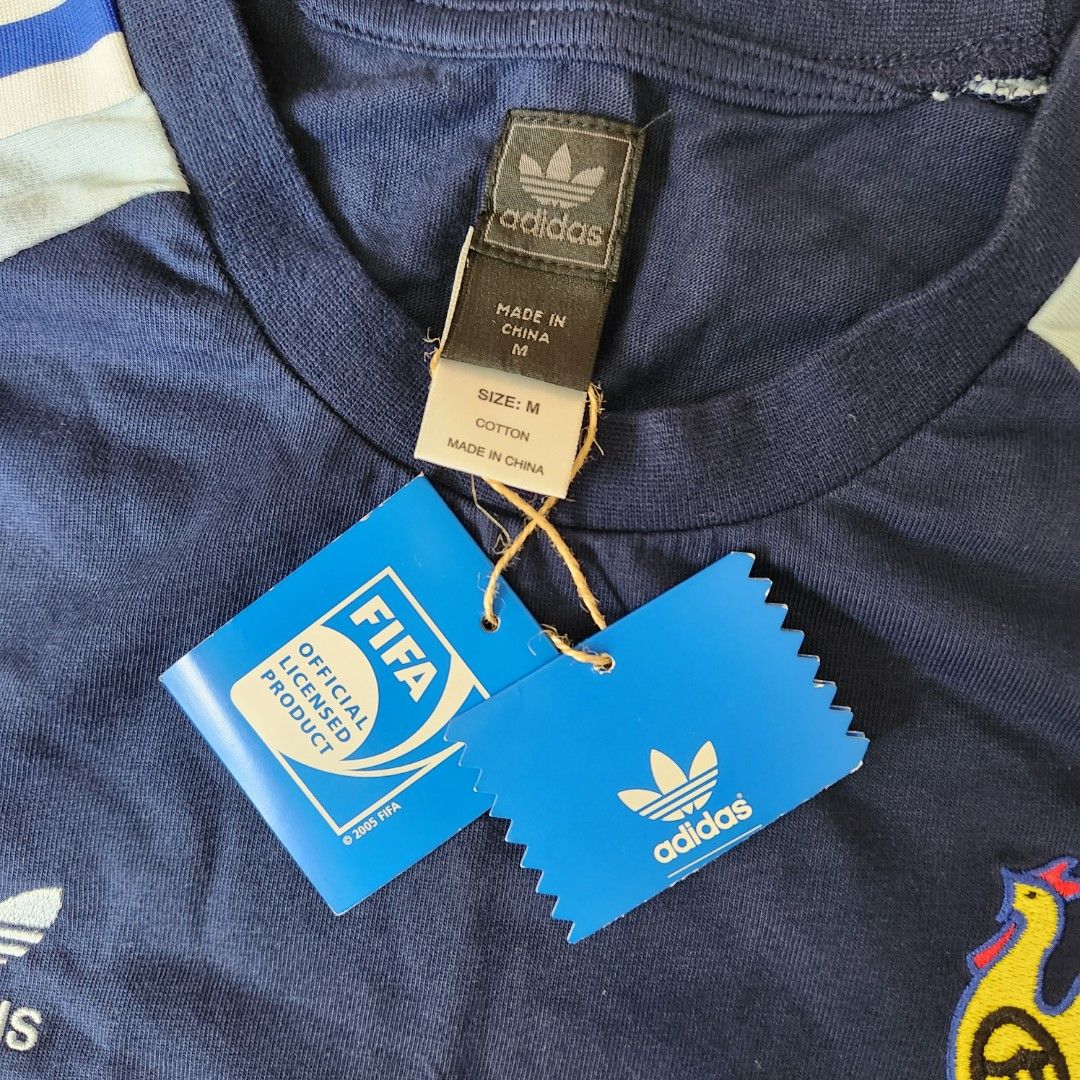 adidas
MADE IN
CHINA
M
SIZE: M
COTTON
MADE IN CHINA
FIFA
OFFICIAL
LICENSED
PRODUCT
© 2005 FIFA
adidas®